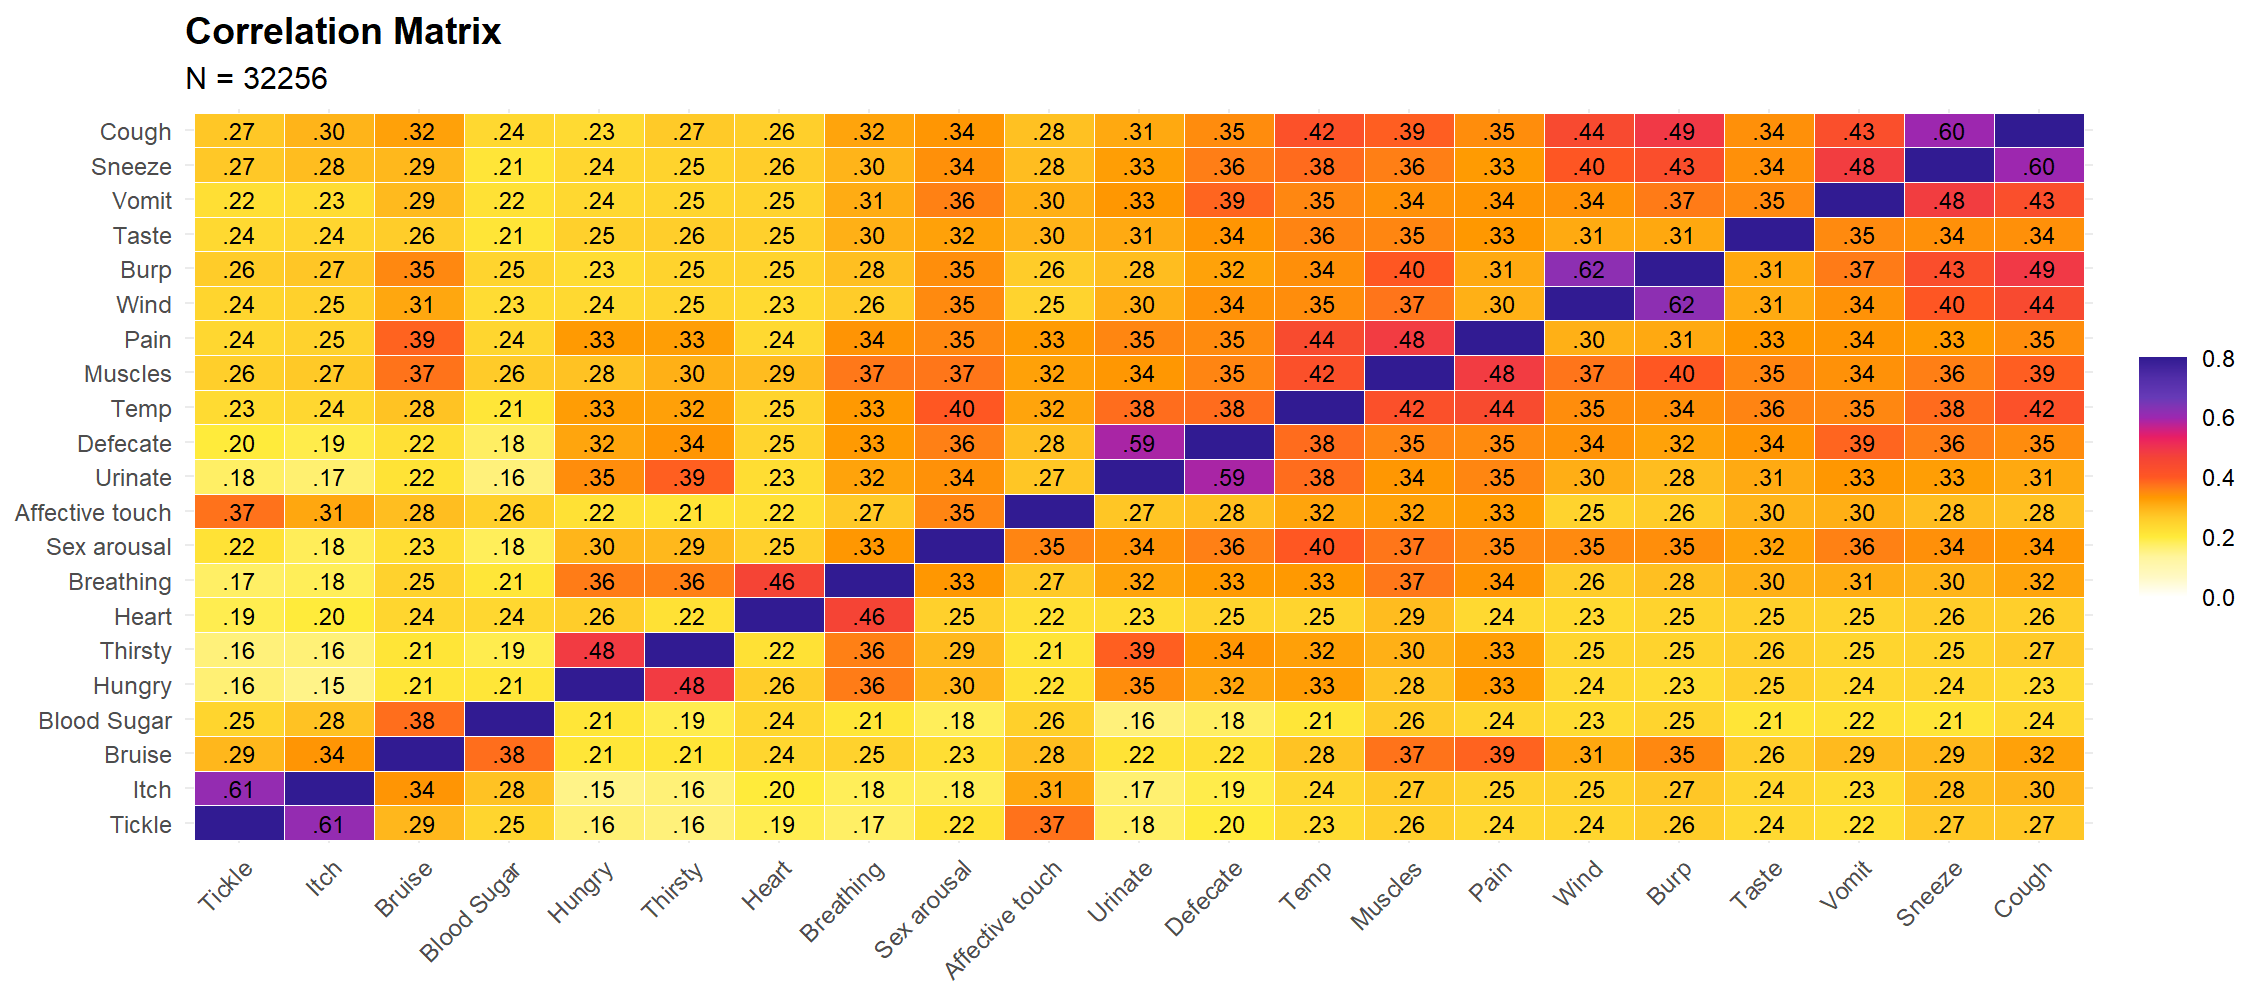 Correlation Matrix
N = 32256
Cough .27 .30 .32 .24 .23 .27 .26 .32 .34 .28 .31 .35 .42 .39 .35 .44 .49 .34 .43 .60
Sneeze .27 .28 .29 .21 .24 .25 .26 .30 .34 .28 .33 .36 .38 .36 .33 .40 .43 .34 .48 .60
Vomit .22 .23 .29 .22 .24 .25 .25 .31 .36 .30 .33 .39 .35 .34 .34 .34 .37 .35 .48 .43
Taste .24 .24 .26 .21 .25 .26 .25 .30 .32 .30 .31 .34 .36 .35 .33 .31 .31 .35 .34 .34
Burp .26 .27 .35 .25 .23 .25 .25 .28 .35 .26 .28 .32 .34 .40 .31 .62 .31 .37 .43 .49
Wind .24 .25 .31 .23 .24 .25 .23 .26 .35 .25 .30 .34 .35 .37 .30 .62 .31 .34 .40 .44
Pain .24 .25 .39 .24 .33 .33 .24 .34 .35 .33 .35 .35 .44 .48 .30 .31 .33 .34 .33 .35
Muscles .26 .27 .37 .26 .28 .30 .29 .37 .37 .32 .34 .35 .42 .48 .37 .40 .35 .34 .36 .39
Temp .23 .24 .28 .21 .33 .32 .25 .33 .40 .32 .38 .38 .42 .44 .35 .34 .36 .35 .38 .42
Defecate .20 .19 .22 .18 .32 .34 .25 .33 .36 .28 .59 .38 .35 .35 .34 .32 .34 .39 .36 .35
Urinate .18 .17 .22 .16 .35 .39 .23 .32 .34 .27 .59 .38 .34 .35 .30 .28 .31 .33 .33 .31
Affective touch .37 .31 .28 .26 .22 .21 .22 .27 .35 .27 .28 .32 .32 .33 .25 .26 .30 .30 .28 .28
Sex arousal .22 .18 .23 .18 .30 .29 .25 .33 .35 .34 .36 .40 .37 .35 .35 .35 .32 .36 .34 .34
Breathing .17 .18 .25 .21 .36 .36 .46 .33 .27 .32 .33 .33 .37 .34 .26 .28 .30 .31 .30 .32
Heart .19 .20 .24 .24 .26 .22 .46 .25 .22 .23 .25 .25 .29 .24 .23 .25 .25 .25 .26 .26
Thirsty .16 .16 .21 .19 .48 .22 .36 .29 .21 .39 .34 .32 .30 .33 .25 .25 .26 .25 .25 .27
Hungry .16 .15 .21 .21 .48 .26 .36 .30 .22 .35 .32 .33 .28 .33 .24 .23 .25 .24 .24 .23
Blood Sugar .25 .28 .38 .21 .19 .24 .21 .18 .26 .16 .18 .21 .26 .24 .23 .25 .21 .22 .21 .24
Bruise .29 .34 .38 .21 .21 .24 .25 .23 .28 .22 .22 .28 .37 .39 .31 .35 .26 .29 .29 .32
Itch .61 .34 .28 .15 .16 .20 .18 .18 .31 .17 .19 .24 .27 .25 .25 .27 .24 .23 .28 .30
Tickle .61 .29 .25 .16 .16 .19 .17 .22 .37 .18 .20 .23 .26 .24 .24 .26 .24 .22 .27 .27
Tickle Itch Bruise Blood Sugar Hungry Thirsty Heart Breathing Sex arousal Affective touch Urinate Defecate Temp Muscles Pain Wind Burp Taste Vomit Sneeze Cough
0.8
0.6
0.4
0.2
0.0